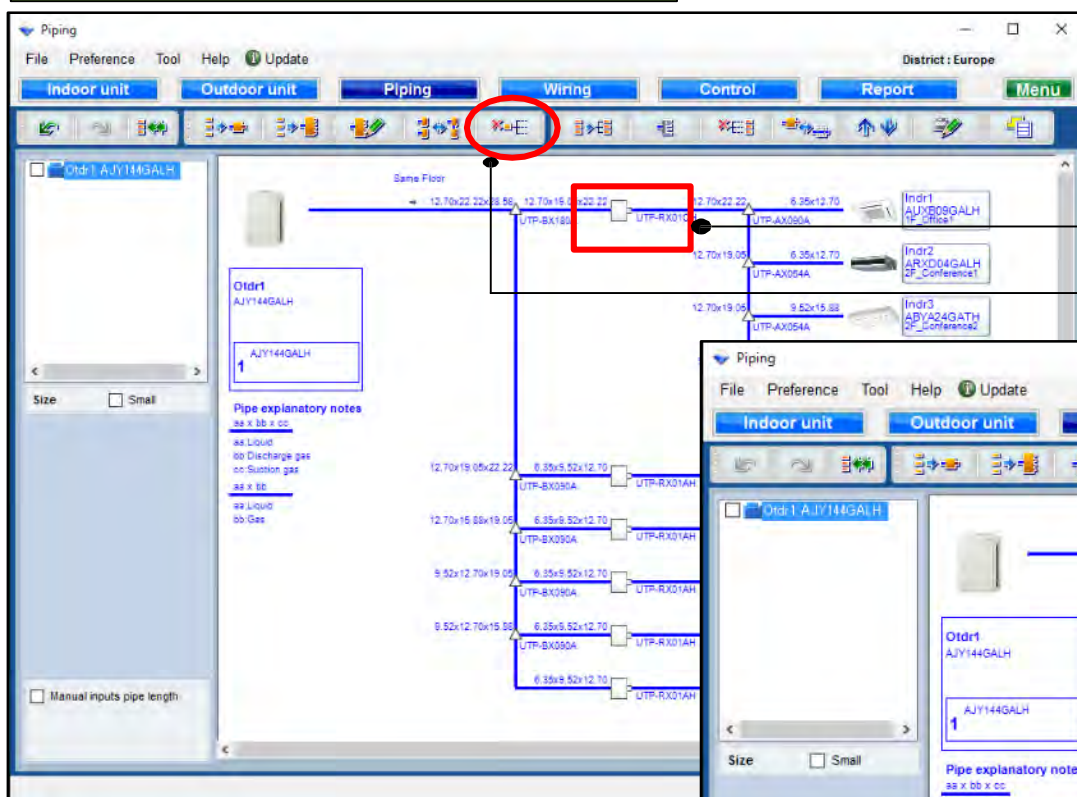 Piping
File Preference Tool Help Update
District : Europe
Indoor unit Outdoor unit Piping Wiring Control Report Menu
Otdr1 AJY144GALH
Same Floor
12.70x22.22x28.58 12.70x19.05x22.22 12.70x22.22 6.35x12.70
UTP-BX180A UTP-RX01CH UTP-AX090A
Indr1
AUXB09GALH
1F_Office1
12.70x19.05 6.35x12.70
UTP-AX054A
Indr2
ARXD04GALH
2F_Conference1
12.70x19.05 9.52x15.88
UTP-AX054A
Indr3
ABYA24GATH
2F_Conference2
Otdr1
AJY144GALH
AJY144GALH
1
Size Small
Pipe explanatory notes
aa x bb x cc
aa:Liquid
bb:Discharge gas
cc:Suction gas
aa x bb
aa:Liquid
bb:Gas
12.70x19.05x22.22 6.35x9.52x12.70
UTP-BX090A UTP-RX01AH
12.70x15.88x19.05 6.35x9.52x12.70
UTP-BX090A UTP-RX01AH
9.52x12.70x19.05 6.35x9.52x12.70
UTP-BX090A UTP-RX01AH
9.52x12.70x15.88 6.35x9.52x12.70
UTP-BX090A UTP-RX01AH
6.35x9.52x12.70
UTP-RX01AH
Manual inputs pipe length
Piping
File Preference Tool Help Update
Indoor unit Outdoor unit
Otdr1 AJY144GALH
Otdr1
AJY144GALH
AJY144GALH
1
Size Small
Pipe explanatory note
aa x bb x cc